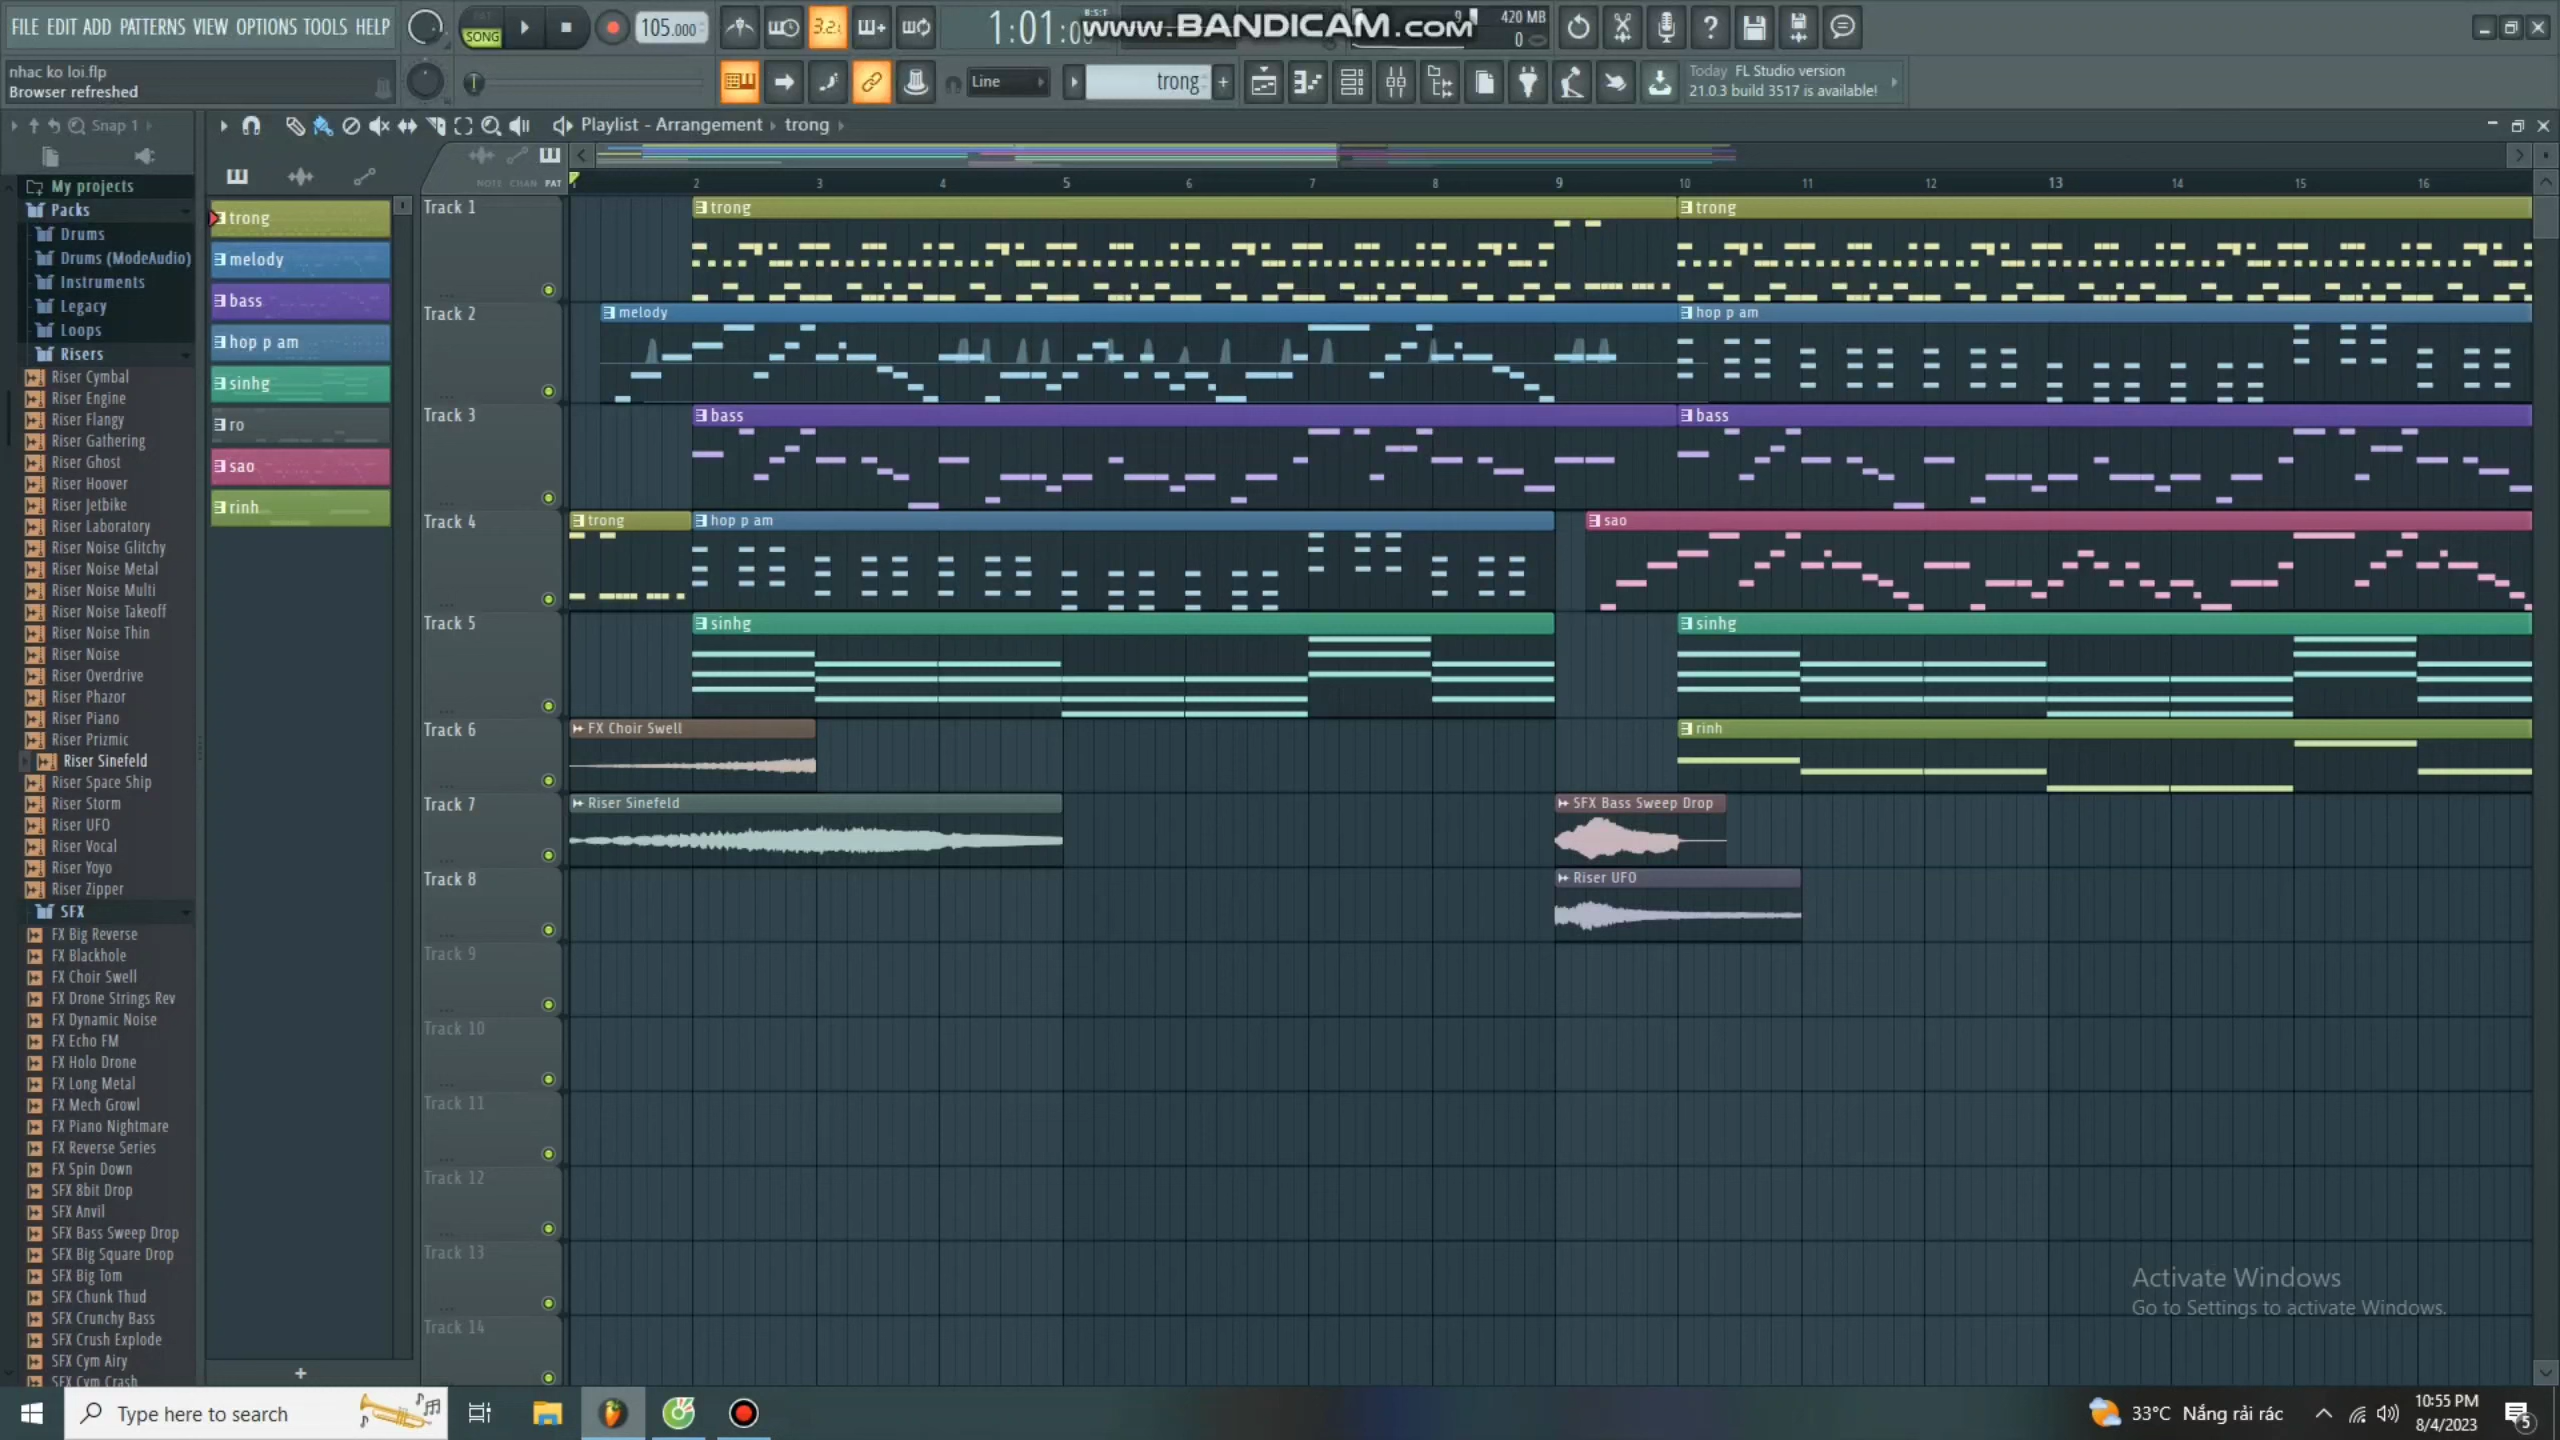 FILE EDIT ADD PATTERNS VIEW OPTIONS TOOLS HELP
PAT
SONG
105.000
3.2.
1:01:
B:S:T
www.BANDICAM.com
9
420 MB
0
nhac ko loi.flp
Browser refreshed
Line
trong
Today FL Studio version
21.0.3 build 3517 is available!
Snap 1
Playlist - Arrangement trong
NOTE CHAN PAT
2 3 4 5 6 7 8 9 10 11 12 13 14 15 16
My projects
Packs
Drums
Drums (ModeAudio)
Instruments
Legacy
Loops
Risers
Riser Cymbal
Riser Engine
Riser Flangy
Riser Gathering
Riser Ghost
Riser Hoover
Riser Jetbike
Riser Laboratory
Riser Noise Glitchy
Riser Noise Metal
Riser Noise Multi
Riser Noise Takeoff
Riser Noise Thin
Riser Noise
Riser Overdrive
Riser Phazor
Riser Piano
Riser Prizmic
Riser Sinefeld
Riser Space Ship
Riser Storm
Riser UFO
Riser Vocal
Riser Yoyo
Riser Zipper
SFX
FX Big Reverse
FX Blackhole
FX Choir Swell
FX Drone Strings Rev
FX Dynamic Noise
FX Echo FM
FX Holo Drone
FX Long Metal
FX Mech Growl
FX Piano Nightmare
FX Reverse Series
FX Spin Down
SFX 8bit Drop
SFX Anvil
SFX Bass Sweep Drop
SFX Big Square Drop
SFX Big Tom
SFX Chunk Thud
SFX Crunchy Bass
SFX Crush Explode
SFX Cym Airy
SFX Cym Crash
trong
melody
bass
hop p am
sinhg
ro
sao
rinh
+
Track 1
trong
trong
Track 2
melody
hop p am
Track 3
bass
bass
Track 4
trong
hop p am
sao
Track 5
sinhg
sinhg
Track 6
FX Choir Swell
rinh
Track 7
Riser Sinefeld
SFX Bass Sweep Drop
Track 8
Riser UFO
Track 9
Track 10
Track 11
Track 12
Track 13
Track 14
Activate Windows
Go to Settings to activate Windows.
Type here to search
33°C Nắng rải rác
10:55 PM
8/4/2023
5